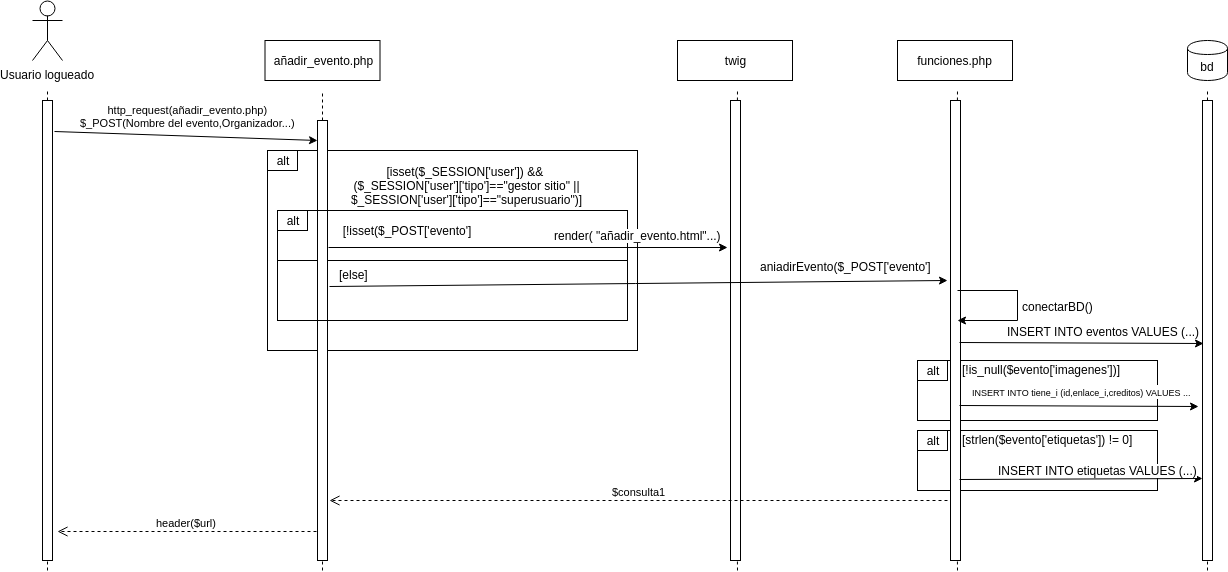 Usuario logueado
añadir_evento.php
twig
funciones.php
bd
http_request(añadir_evento.php)
$_POST(Nombre del evento,Organizador...)
alt
[isset($_SESSION['user']) &&
($_SESSION['user']['tipo']=="gestor sitio" ||
$_SESSION['user']['tipo']=="superusuario")]
alt
[!isset($_POST['evento']
render( "añadir_evento.html"...)
[else]
aniadirEvento($_POST['evento']
conectarBD()
INSERT INTO eventos VALUES (...)
alt
[!is_null($evento['imagenes'])]
INSERT INTO tiene_i (id,enlace_i,creditos) VALUES ...
alt
[strlen($evento['etiquetas']) != 0]
INSERT INTO etiquetas VALUES (...)
$consulta1
header($url)